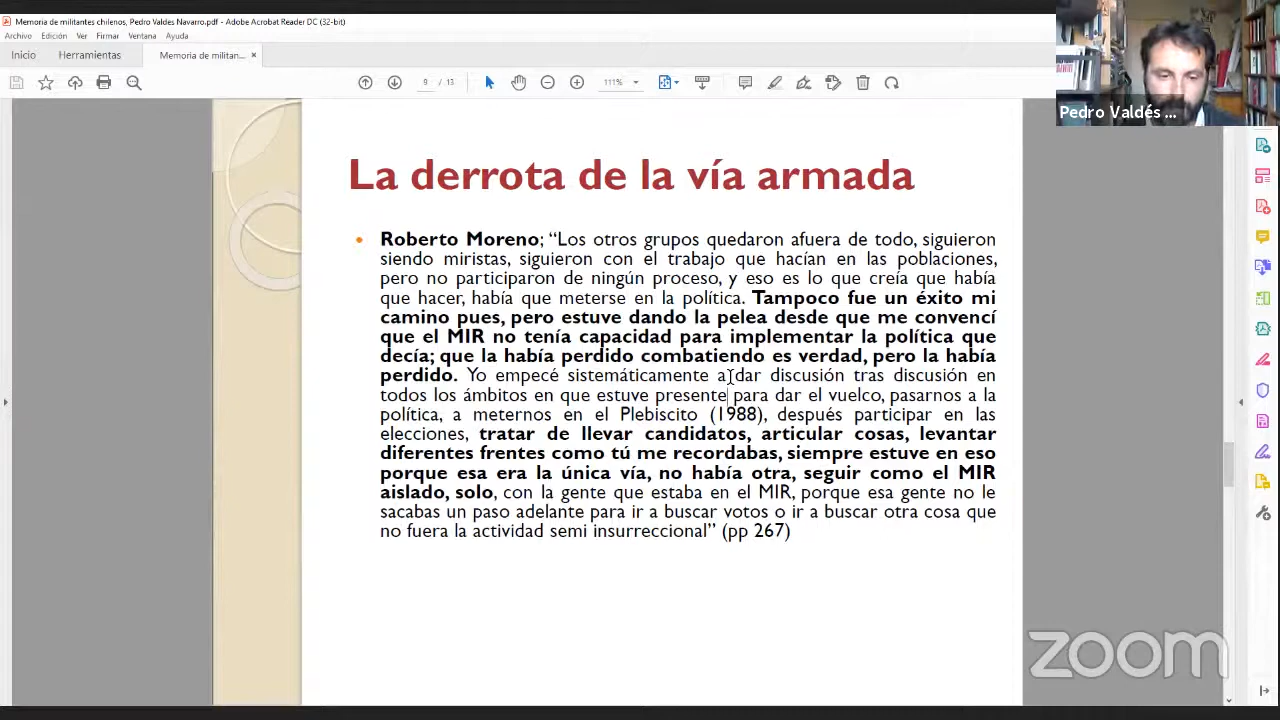 Memoria de militantes chilenos, Pedro Valdes Navarro.pdf - Adobe Acrobat Reader DC (32-bit)
Archivo Edición Ver Firmar Ventana Ayuda
Inicio Herramientas Memoria de militan... ×
9 / 13 111%
Pedro Valdés ...
La derrota de la vía armada
• Roberto Moreno; “Los otros grupos quedaron afuera de todo, siguieron
siendo miristas, siguieron con el trabajo que hacían en las poblaciones,
pero no participaron de ningún proceso, y eso es lo que creía que había
que hacer, había que meterse en la política. Tampoco fue un éxito mi
camino pues, pero estuve dando la pelea desde que me convencí
que el MIR no tenía capacidad para implementar la política que
decía; que la había perdido combatiendo es verdad, pero la había
perdido. Yo empecé sistemáticamente a dar discusión tras discusión en
todos los ámbitos en que estuve presente para dar el vuelco, pasarnos a la
política, a meternos en el Plebiscito (1988), después participar en las
elecciones, tratar de llevar candidatos, articular cosas, levantar
diferentes frentes como tú me recordabas, siempre estuve en eso
porque esa era la única vía, no había otra, seguir como el MIR
aislado, solo, con la gente que estaba en el MIR, porque esa gente no le
sacabas un paso adelante para ir a buscar votos o ir a buscar otra cosa que
no fuera la actividad semi insurreccional” (pp 267)
zoom